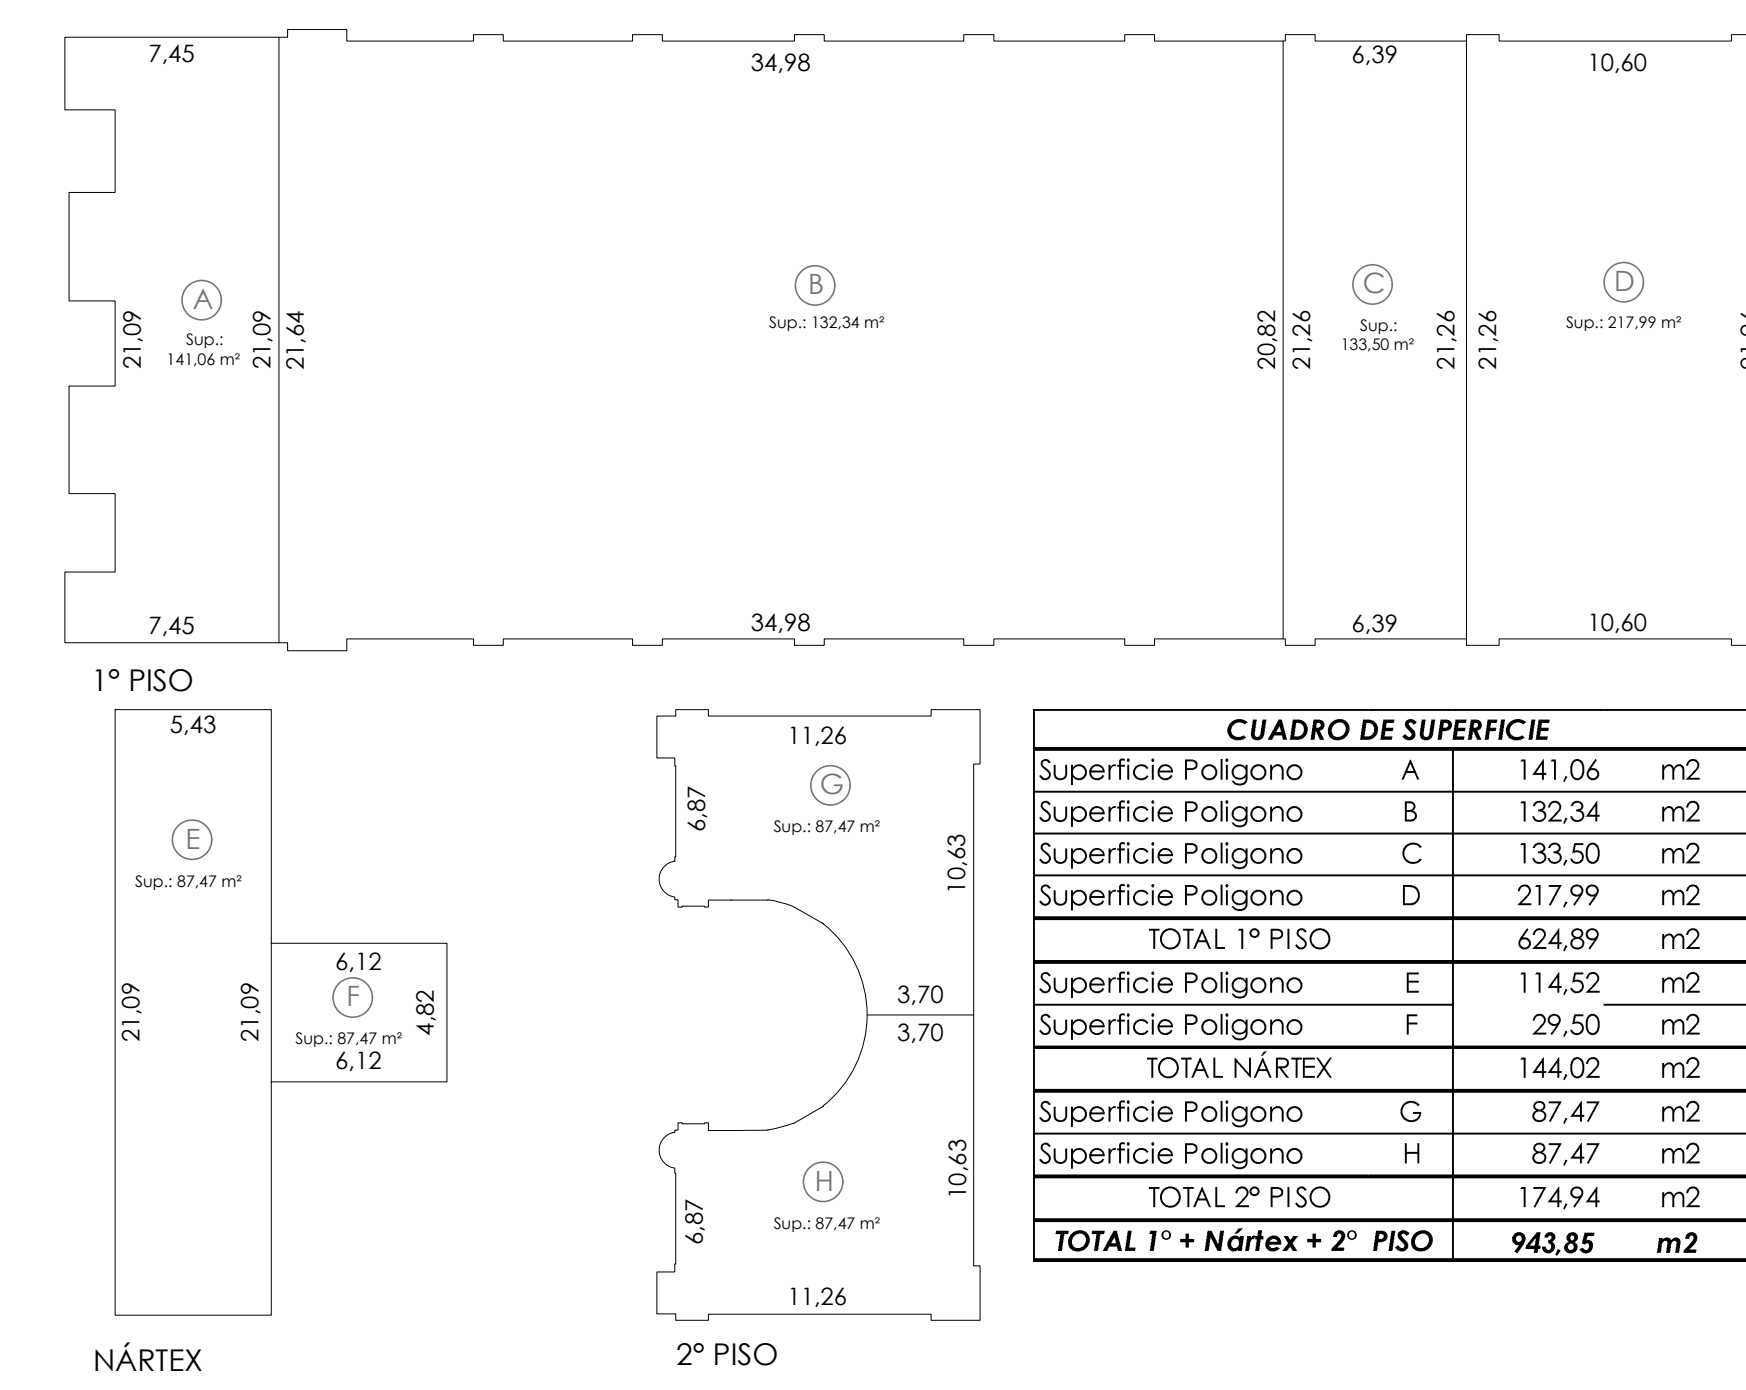 7,45
34,98
6,39
10,60
A
Sup.:
141,06 m²
21,09
21,09
21,64
B
Sup.: 132,34 m²
20,82
21,26
C
Sup.:
133,50 m²
21,26
21,26
D
Sup.: 217,99 m²
7,45
34,98
6,39
10,60
1° PISO
5,43
E
Sup.: 87,47 m²
21,09
21,09
6,12
F
Sup.: 87,47 m²
6,12
4,82
NÁRTEX
11,26
G
Sup.: 87,47 m²
6,87
10,63
3,70
3,70
H
Sup.: 87,47 m²
6,87
10,63
11,26
2° PISO
CUADRO DE SUPERFICIE
Superficie Poligono A 141,06 m2
Superficie Poligono B 132,34 m2
Superficie Poligono C 133,50 m2
Superficie Poligono D 217,99 m2
TOTAL 1° PISO 624,89 m2
Superficie Poligono E 114,52 m2
Superficie Poligono F 29,50 m2
TOTAL NÁRTEX 144,02 m2
Superficie Poligono G 87,47 m2
Superficie Poligono H 87,47 m2
TOTAL 2° PISO 174,94 m2
TOTAL 1° + Nártex + 2° PISO 943,85 m2